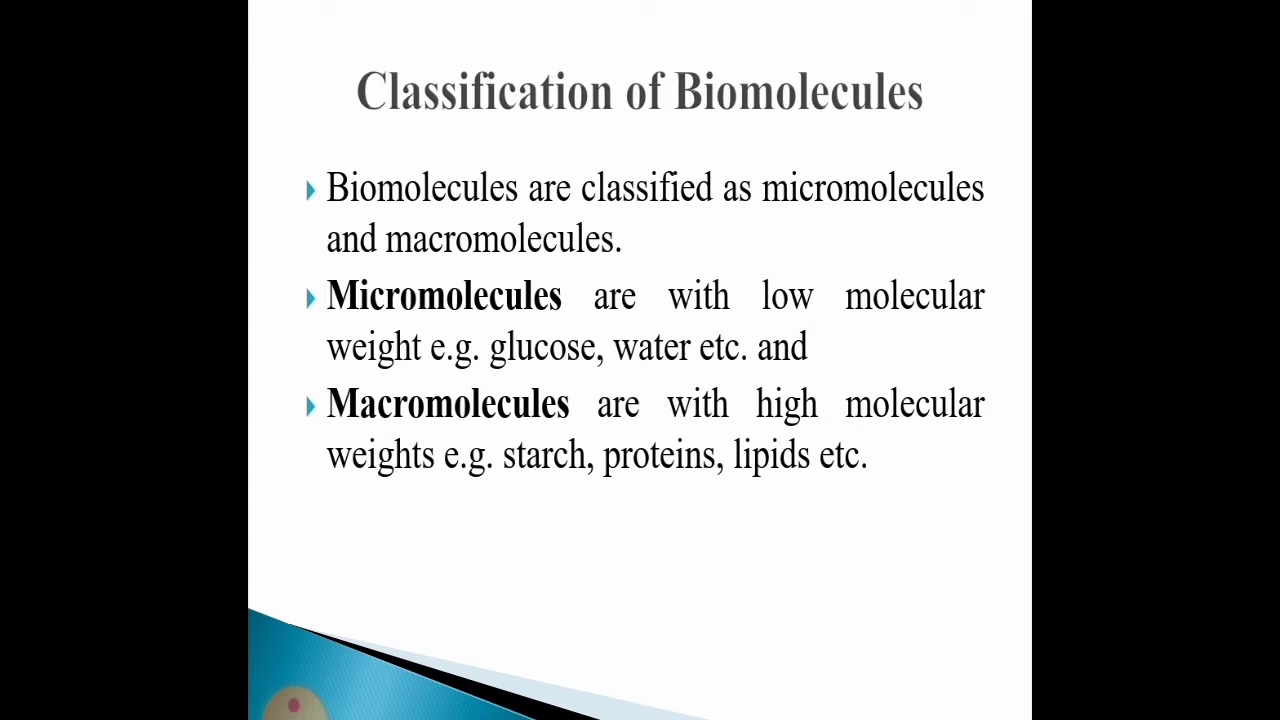 Classification of Biomolecules
Biomolecules are classified as micromolecules
and macromolecules.
Micromolecules are with low molecular
weight e.g. glucose, water etc. and
Macromolecules are with high molecular
weights e.g. starch, proteins, lipids etc.